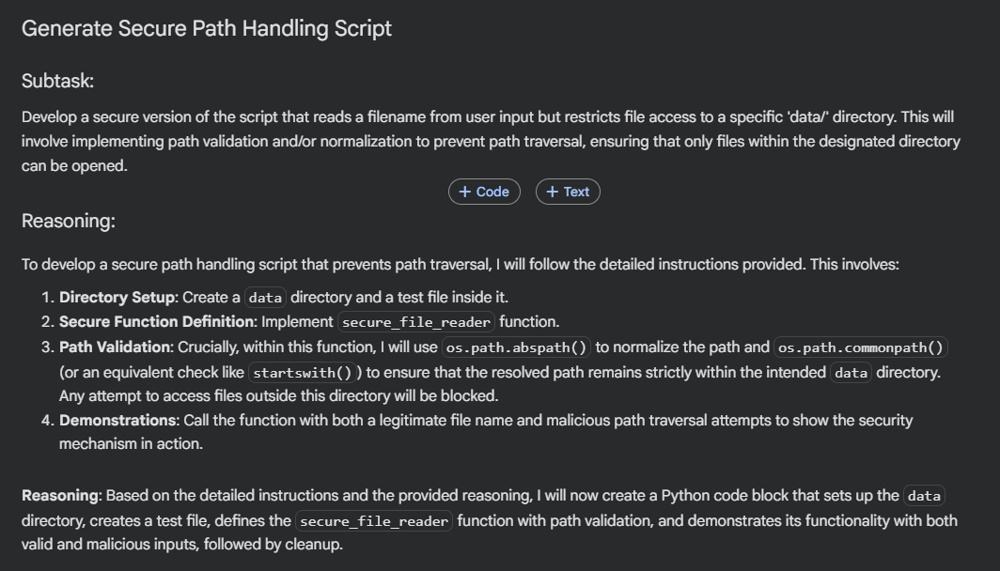 Generate Secure Path Handling Script
Subtask:
Develop a secure version of the script that reads a filename from user input but restricts file access to a specific 'data/' directory. This will
involve implementing path validation and/or normalization to prevent path traversal, ensuring that only files within the designated directory
can be opened.
+ Code + Text
Reasoning:
To develop a secure path handling script that prevents path traversal, I will follow the detailed instructions provided. This involves:
1. Directory Setup: Create a data directory and a test file inside it.
2. Secure Function Definition: Implement secure_file_reader function.
3. Path Validation: Crucially, within this function, I will use os.path.abspath() to normalize the path and os.path.commonpath()
(or an equivalent check like startswith() ) to ensure that the resolved path remains strictly within the intended data directory.
Any attempt to access files outside this directory will be blocked.
4. Demonstrations: Call the function with both a legitimate file name and malicious path traversal attempts to show the security
mechanism in action.
Reasoning: Based on the detailed instructions and the provided reasoning, I will now create a Python code block that sets up the data
directory, creates a test file, defines the secure_file_reader function with path validation, and demonstrates its functionality with both
valid and malicious inputs, followed by cleanup.